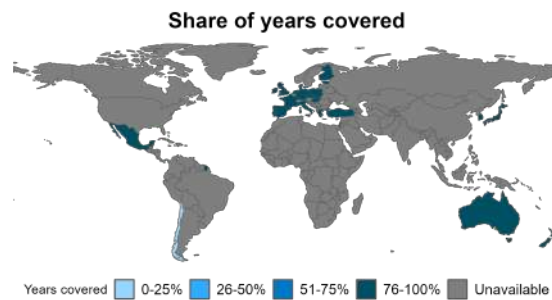 Share of years covered
Years covered 0-25% 26-50% 51-75% 76-100% Unavailable